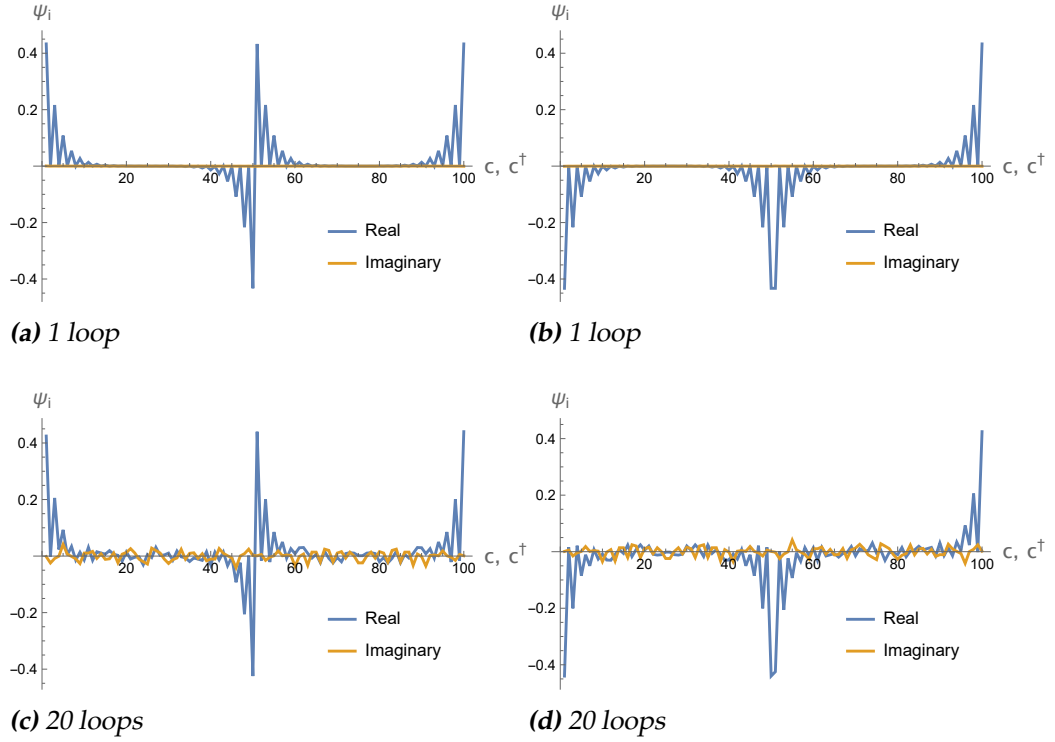 ψi
0.4
0.2
-0.2
-0.4
20
40
60
80
100
c, c†
Real
Imaginary
(a) 1 loop
ψi
0.4
0.2
-0.2
-0.4
20
40
60
80
100
c, c†
Real
Imaginary
(b) 1 loop
ψi
0.4
0.2
-0.2
-0.4
20
40
60
80
100
c, c†
Real
Imaginary
(c) 20 loops
ψi
0.4
0.2
-0.2
-0.4
20
40
60
80
100
c, c†
Real
Imaginary
(d) 20 loops